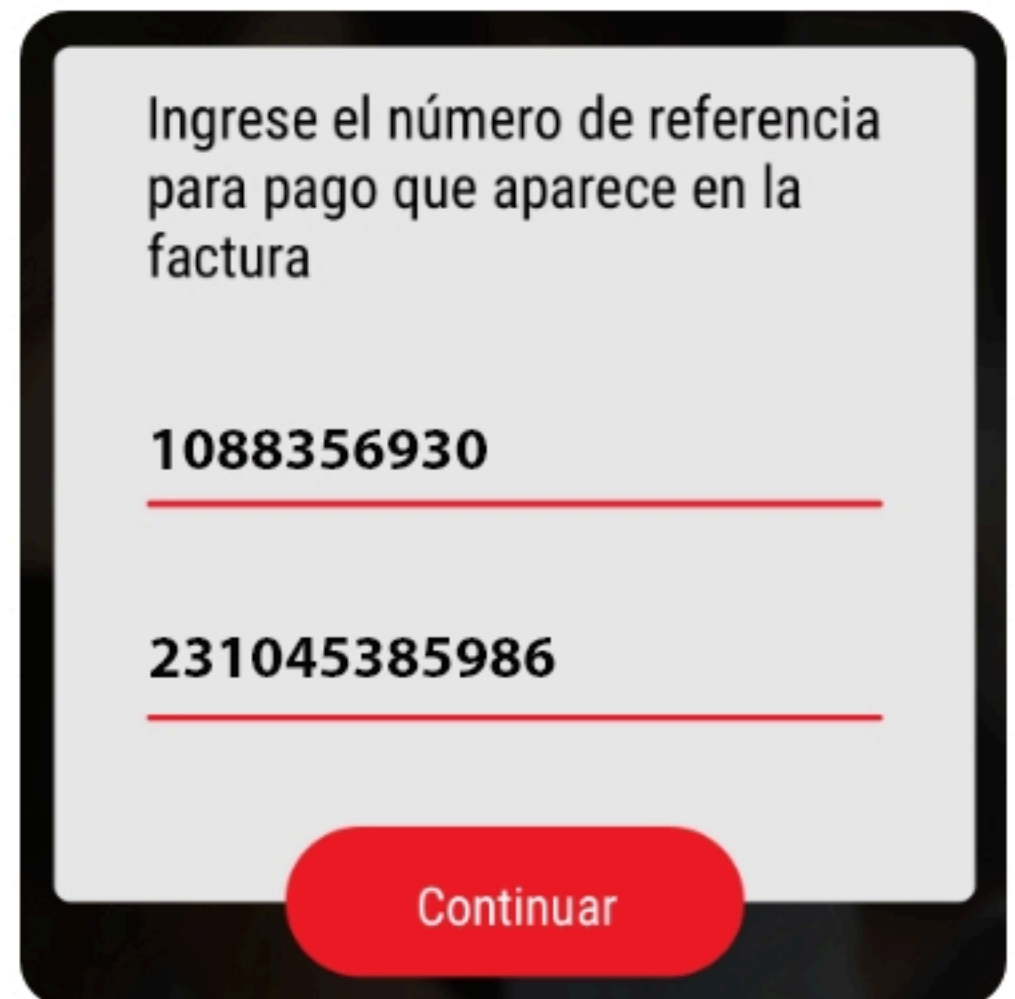 Ingrese el número de referencia
para pago que aparece en la
factura
1088356930
231045385986
Continuar